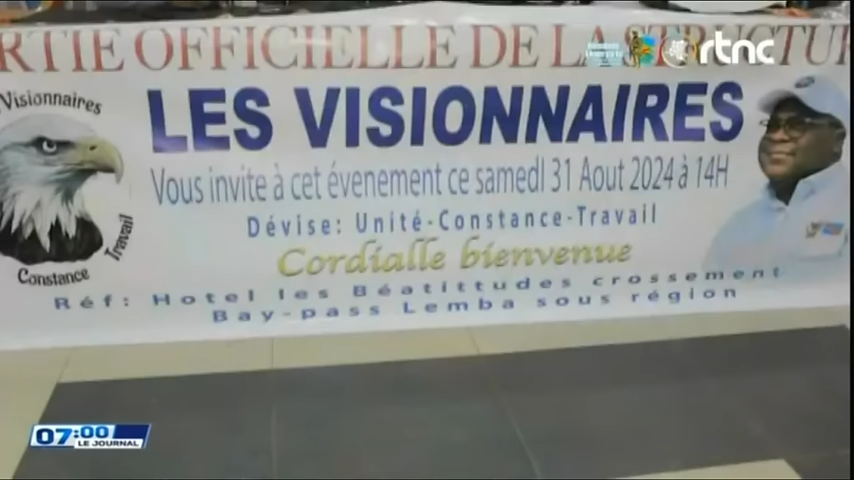 RTIE OFFICIELLE DE LA STRUCTUR
rtnc
Visionnaires
LES VISIONNAIRES
Vous invite à cet évenement ce samedI 31 Aout 2024 à 14H
Dévise: Unité-Constance-Travail
Cordialle bienvenue
Travail
Constance
Réf: Hotel les Béatittudes crossement
Bay-pass Lemba sous région
07:00
LE JOURNAL